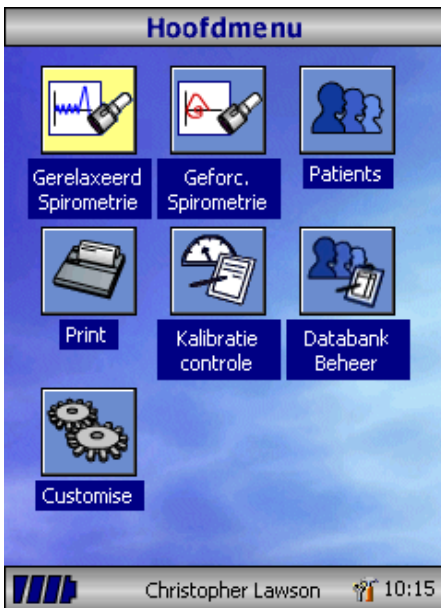 Hoofdmenu
Gerelaxeerd
Spirometrie
Geforc.
Spirometrie
Patients
Print
Kalibratie
controle
Databank
Beheer
Customise
Christopher Lawson 10:15